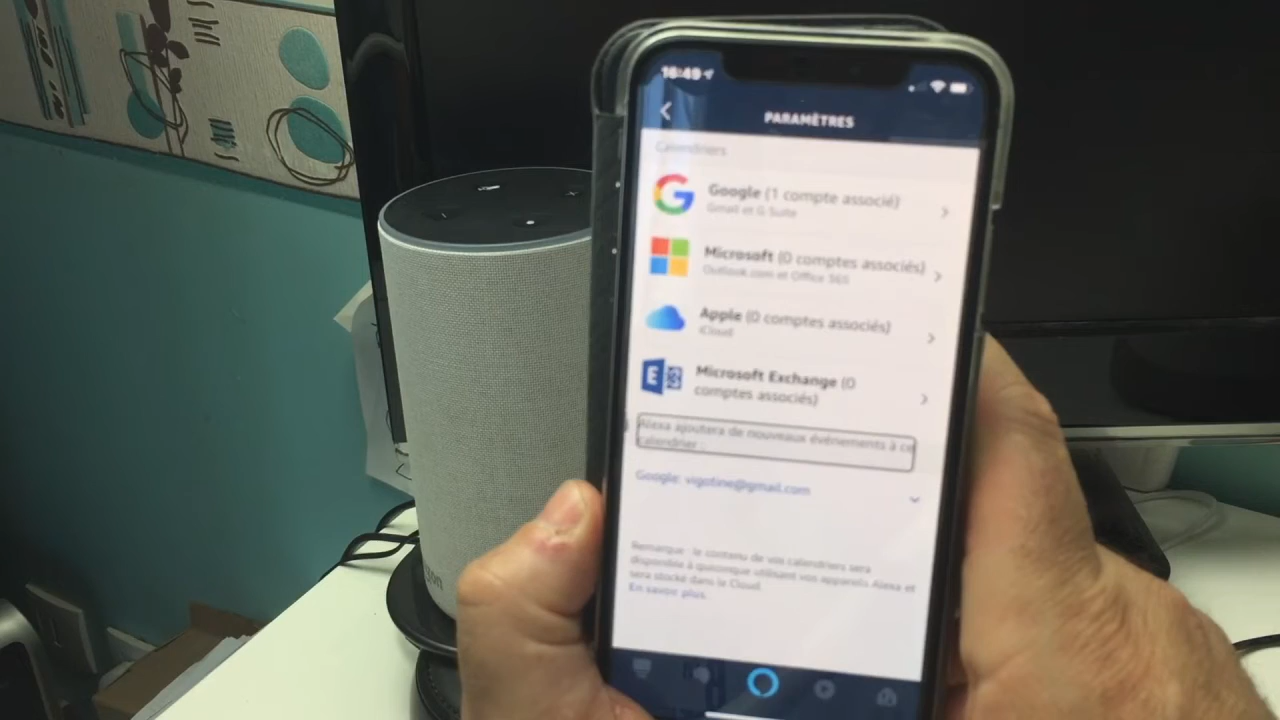 16:49
PARAMÈTRES
Calendriers
Google (1 compte associé)
Gmail et G Suite
Microsoft (0 comptes associés)
Outlook.com et Office 365
Apple (0 comptes associés)
iCloud
Microsoft Exchange (0
comptes associés)
Alexa ajoutera de nouveaux événements à ce
calendrier :
Google: vigotine@gmail.com
Remarque : le contenu de vos calendriers sera
disponible à quiconque utilisant vos appareils Alexa et
sera stocké dans le Cloud.
En savoir plus.